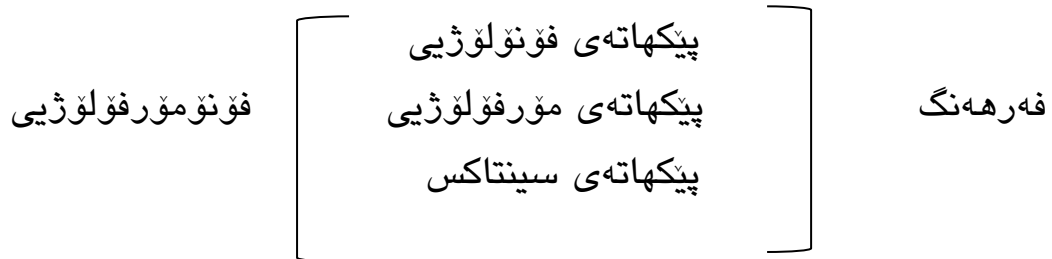 پێکهاتەی فۆنۆلۆژیی
فەرهەنگ پێکهاتەی مۆرفۆلۆژیی فۆنۆمۆرفۆلۆژیی
پێکهاتەی سینتاکس